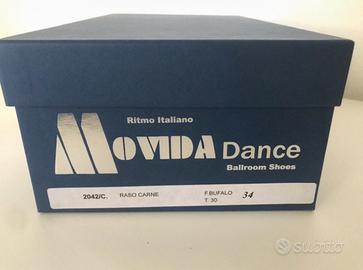 Ritmo Italiano
MOVIDA Dance
Ballroom Shoes
2042/C. RASO CARNE F.BUFALO 34
T. 30
subito